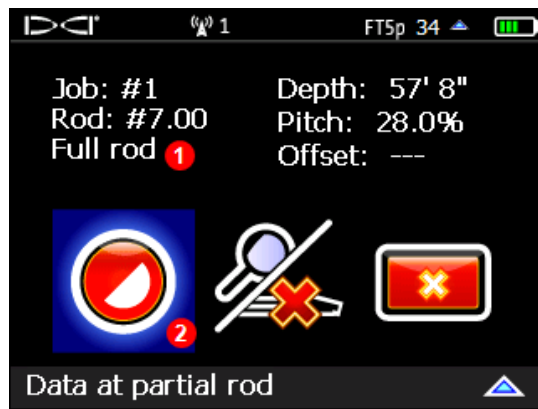 DCI 1 FT5p 34
Job: #1 Depth: 57' 8"
Rod: #7.00 Pitch: 28.0%
Full rod 1 Offset: ---
2
Data at partial rod